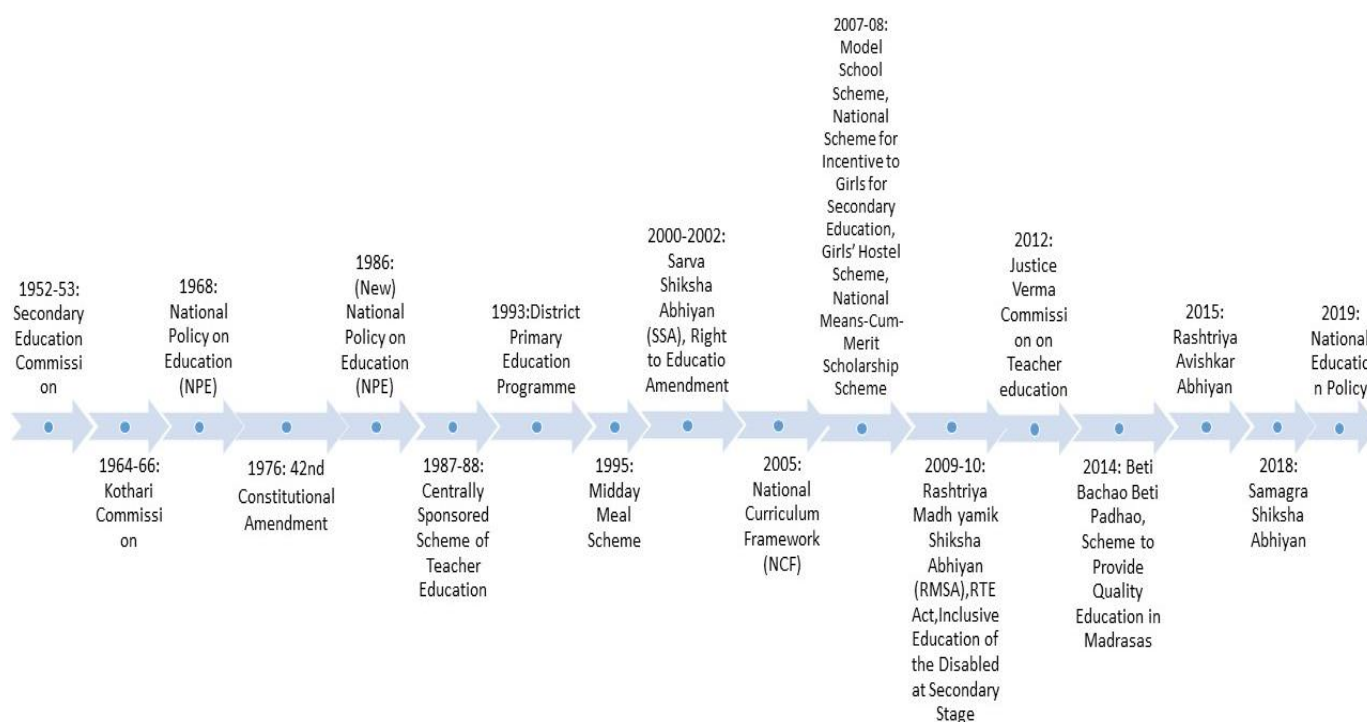 1952-53:
Secondary
Education
Commissi
on
1964-66:
Kothari
Commissi
on
1968:
National
Policy on
Education
(NPE)
1976: 42nd
Constitutional
Amendment
1986:
(New)
National
Policy on
Education
(NPE)
1987-88:
Centrally
Sponsored
Scheme of
Teacher
Education
1993:District
Primary
Education
Programme
1995:
Midday
Meal
Scheme
2000-2002:
Sarva
Shiksha
Abhiyan
(SSA), Right
to Educatio
Amendment
2005:
National
Curriculum
Framework
(NCF)
2007-08:
Model
School
Scheme,
National
Scheme for
Incentive to
Girls for
Secondary
Education,
Girls' Hostel
Scheme,
National
Means-Cum-
Merit
Scholarship
Scheme
2009-10:
Rashtriya
Madh yamik
Shiksha
Abhiyan
(RMSA),RTE
Act,Inclusive
Education of
the Disabled
at Secondary
Stage
2012:
Justice
Verma
Commissi
on on
Teacher
education
2014: Beti
Bachao Beti
Padhao,
Scheme to
Provide
Quality
Education in
Madrasas
2015:
Rashtriya
Avishkar
Abhiyan
2018:
Samagra
Shiksha
Abhiyan
2019:
National
Educatio
n Policy